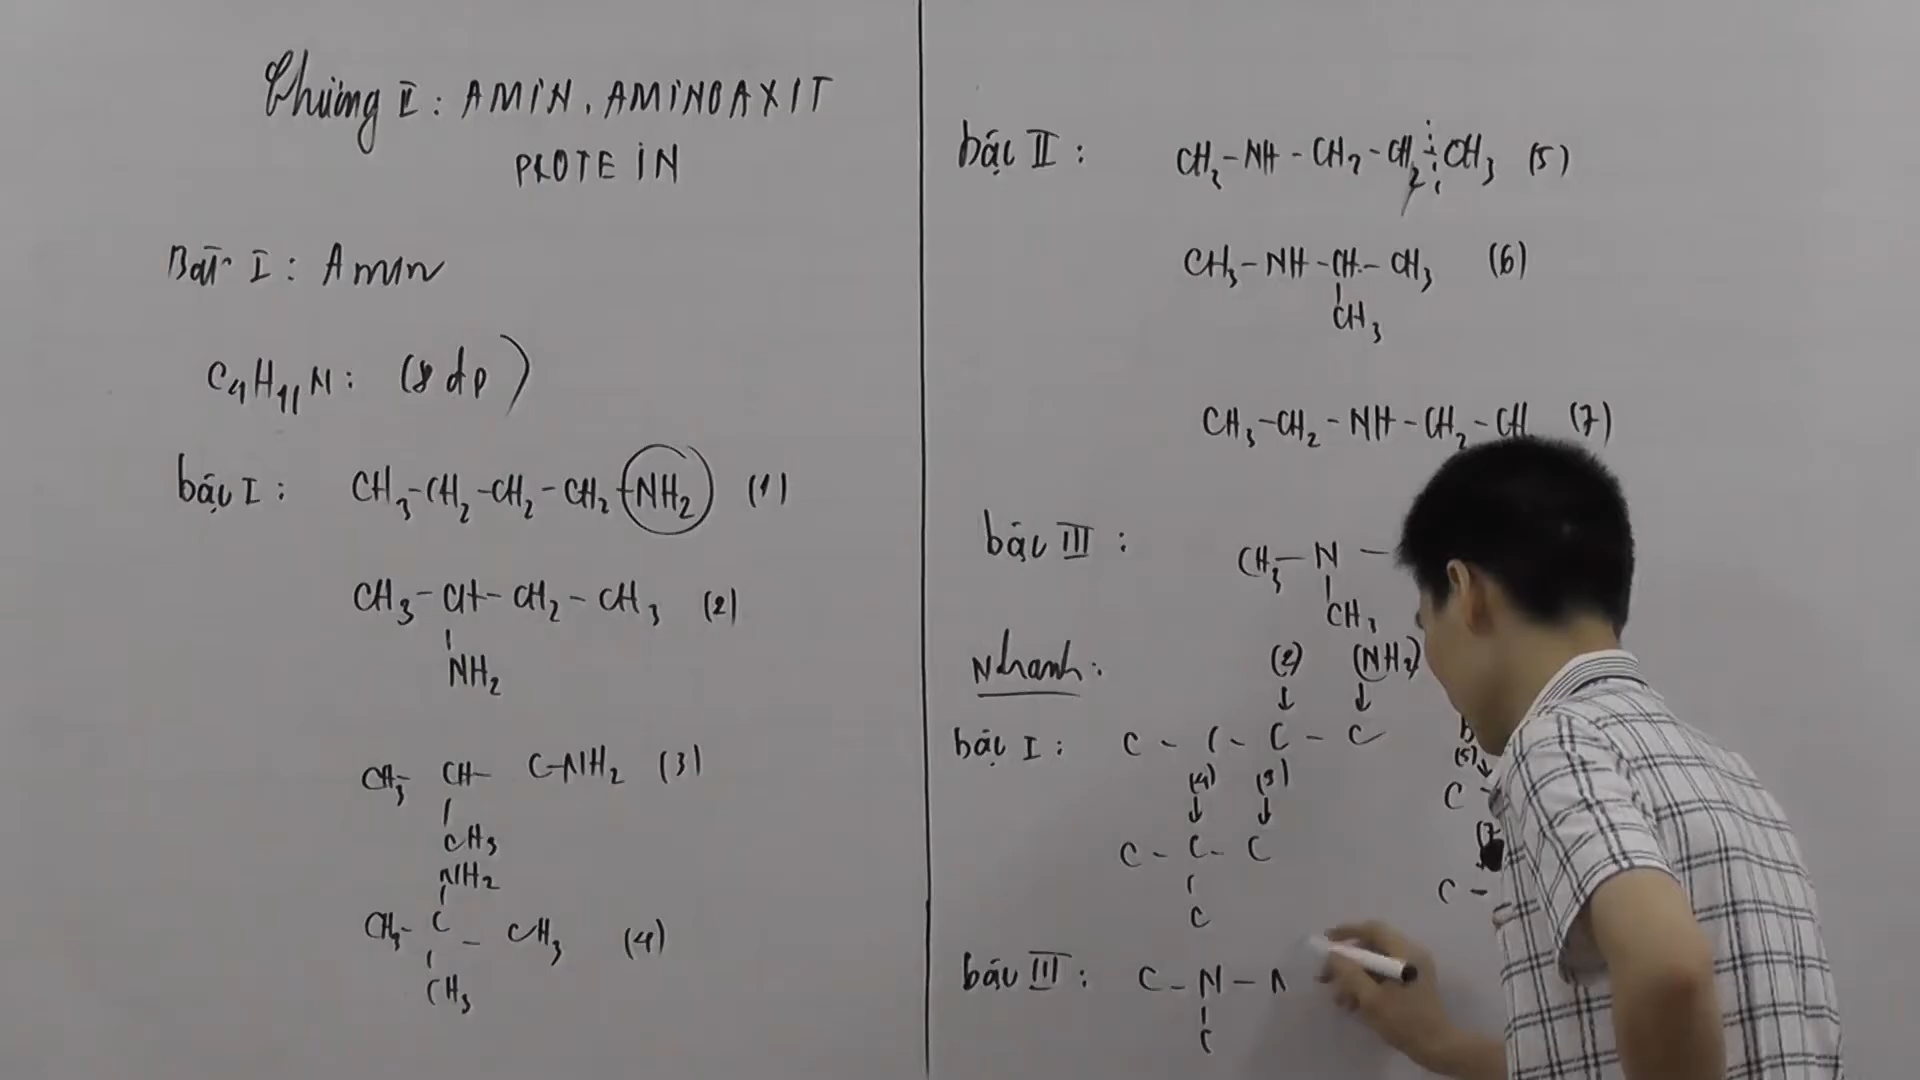 Chương II: AMIN, AMINOAXIT
PROTEIN
Bài I: Amin
C4H11N: (8 đp)
bậc I: CH3-CH2-CH2-CH2-NH2 (1)
CH3-CH-CH2-CH3 (2)
NH2
CH3- CH- C-NH2 (3)
CH3
NH2
CH3- C - CH3 (4)
CH3
bậc II: CH3-NH-CH2-CH2-CH3 (5)
CH3-NH-CH-CH3 (6)
CH3
CH3-CH2-NH-CH2-CH (7)
bậc III: CH3-N-
CH3
Nhanh: (2) (NH2)
bậc I: C - C - C - C
(4) (3) (5)
C -
C - C - C
C
C -
bậc III: C - N -
C